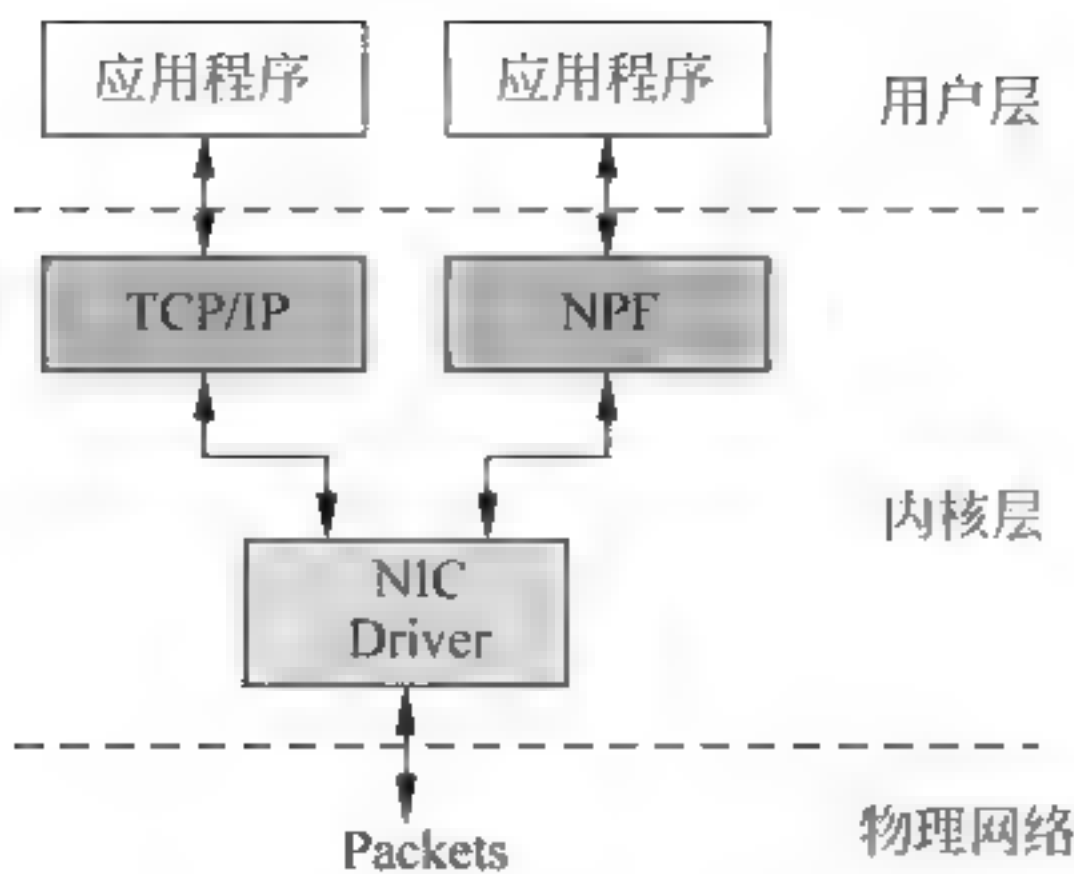 应用程序 应用程序 用户层
TCP/IP NPF
内核层
NIC
Driver
Packets 物理网络